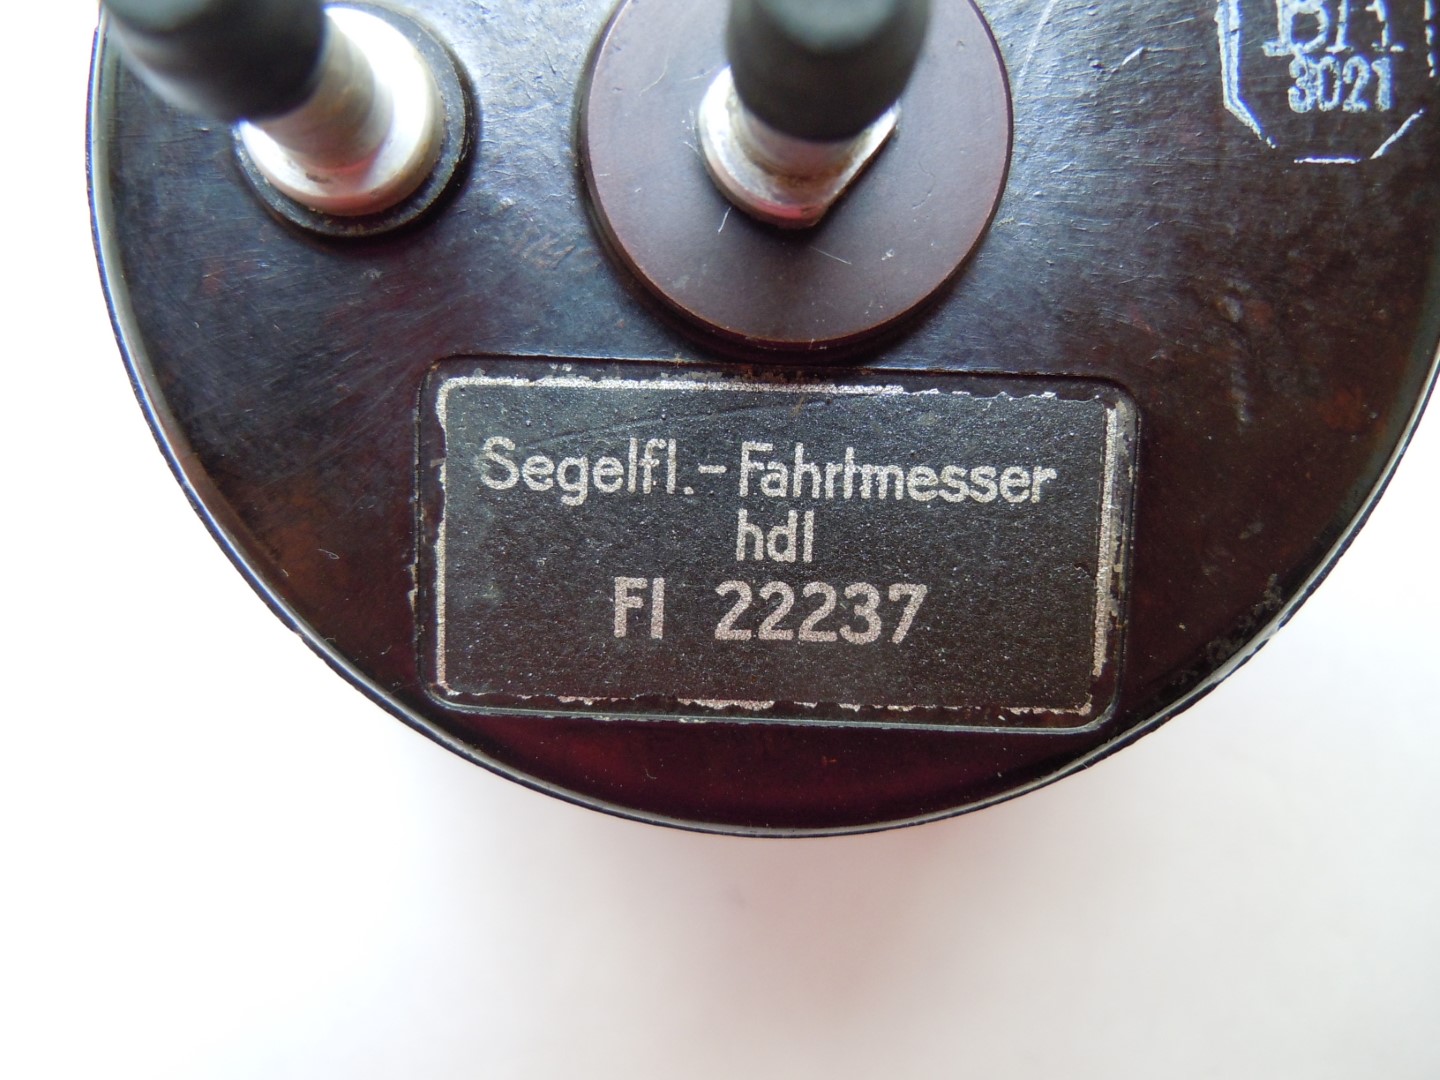 3021
Segelfl.-Fahrtmesser
hdl
Fl 22237